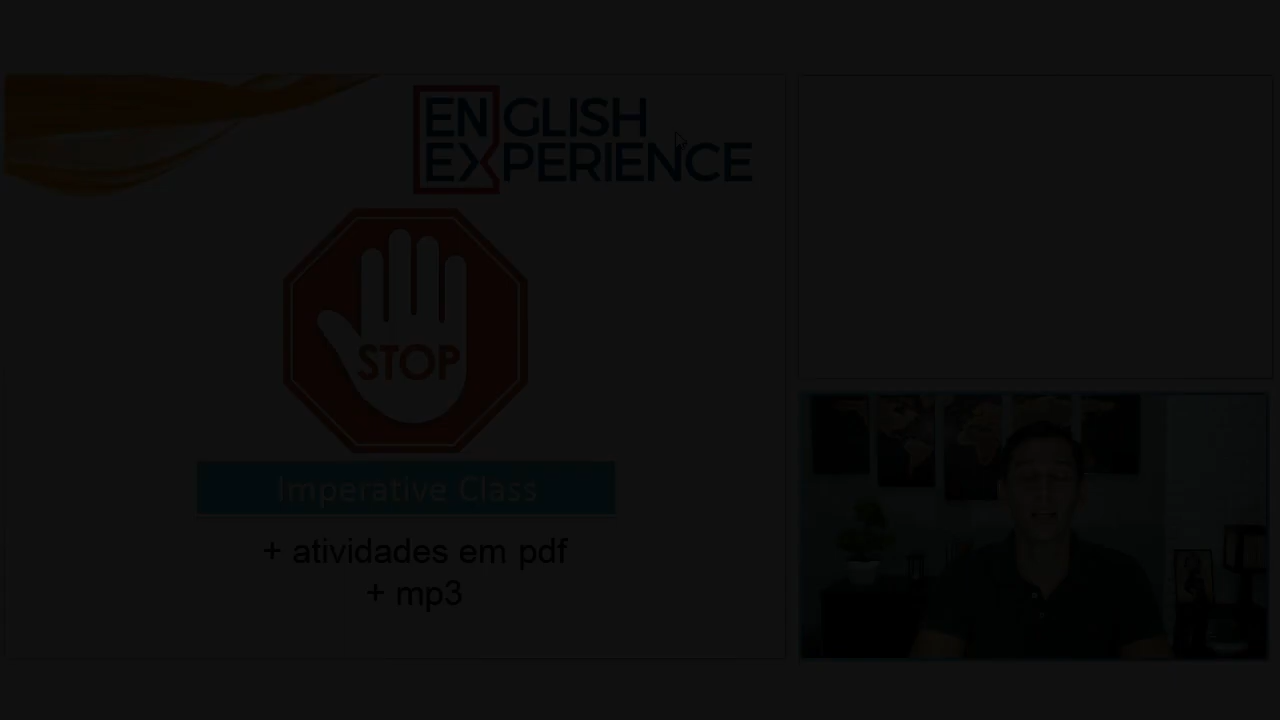 ENGLISH
EXPERIENCE
STOP
Imperative Class
+ atividades em pdf
+ mp3